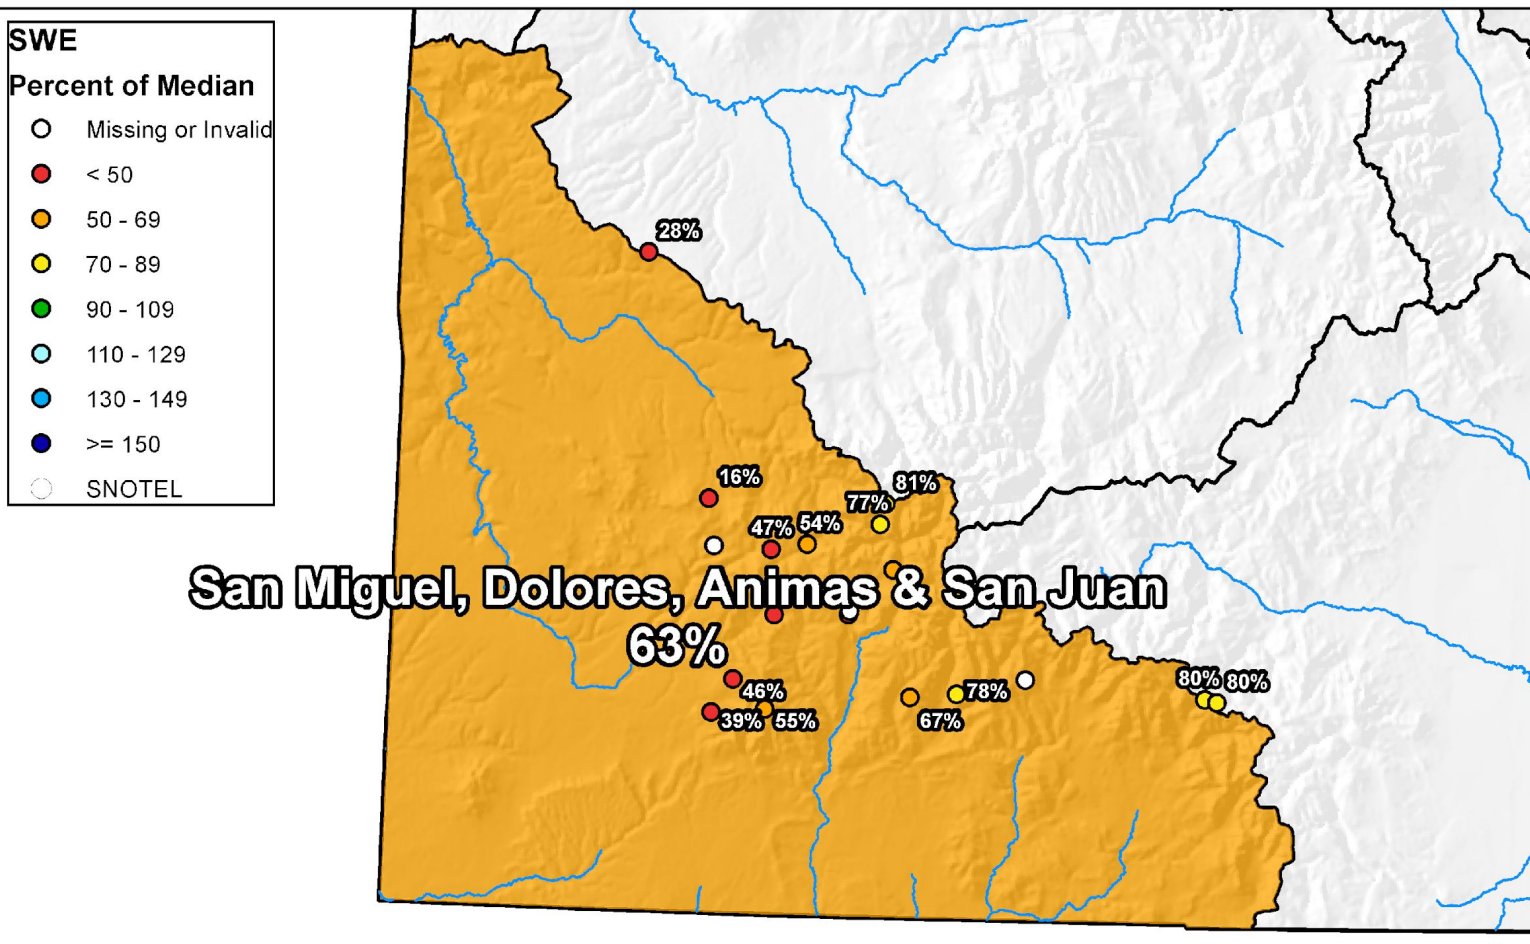 SWE
Percent of Median
Missing or Invalid
< 50
50 - 69
70 - 89
90 - 109
110 - 129
130 - 149
>= 150
SNOTEL
28%
16%
81%
77%
47%
54%
San Miguel, Dolores, Animas & San Juan
63%
46%
39%
55%
78%
67%
80%
80%